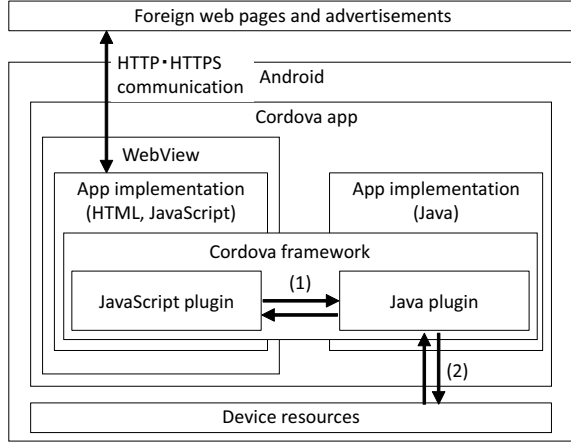 Foreign web pages and advertisements
HTTP・HTTPS
communication
Android
Cordova app
WebView
App implementation
(HTML, JavaScript)
App implementation
(Java)
Cordova framework
JavaScript plugin
(1)
Java plugin
(2)
Device resources